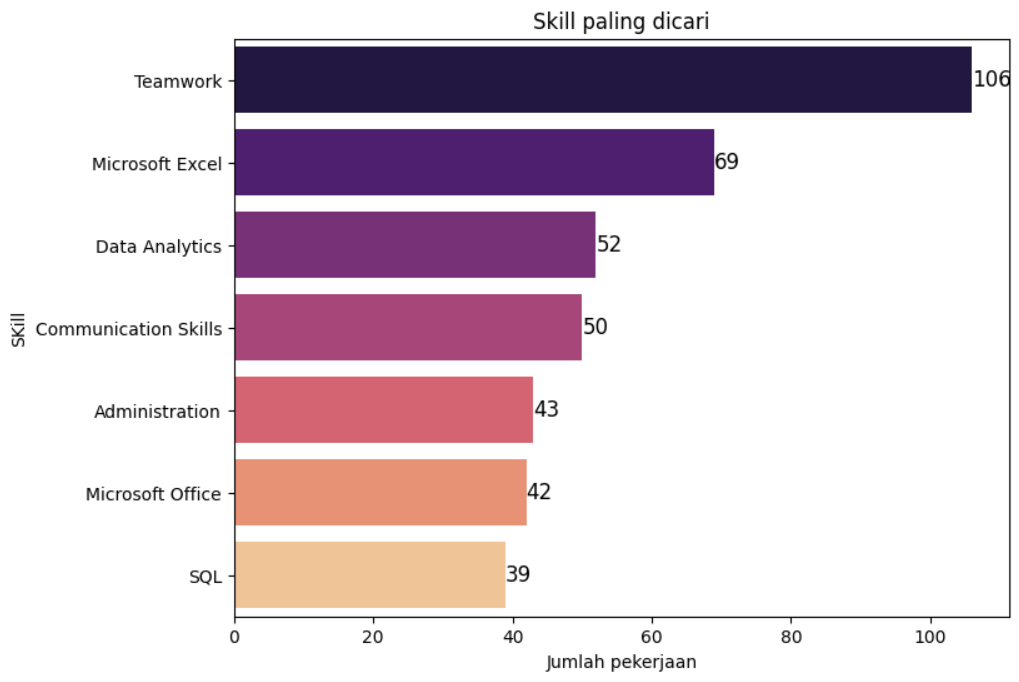 Skill paling dicari
Teamwork
106
Microsoft Excel
69
Data Analytics
52
Communication Skills
50
Administration
43
Microsoft Office
42
SQL
39
SKill
0 20 40 60 80 100
Jumlah pekerjaan